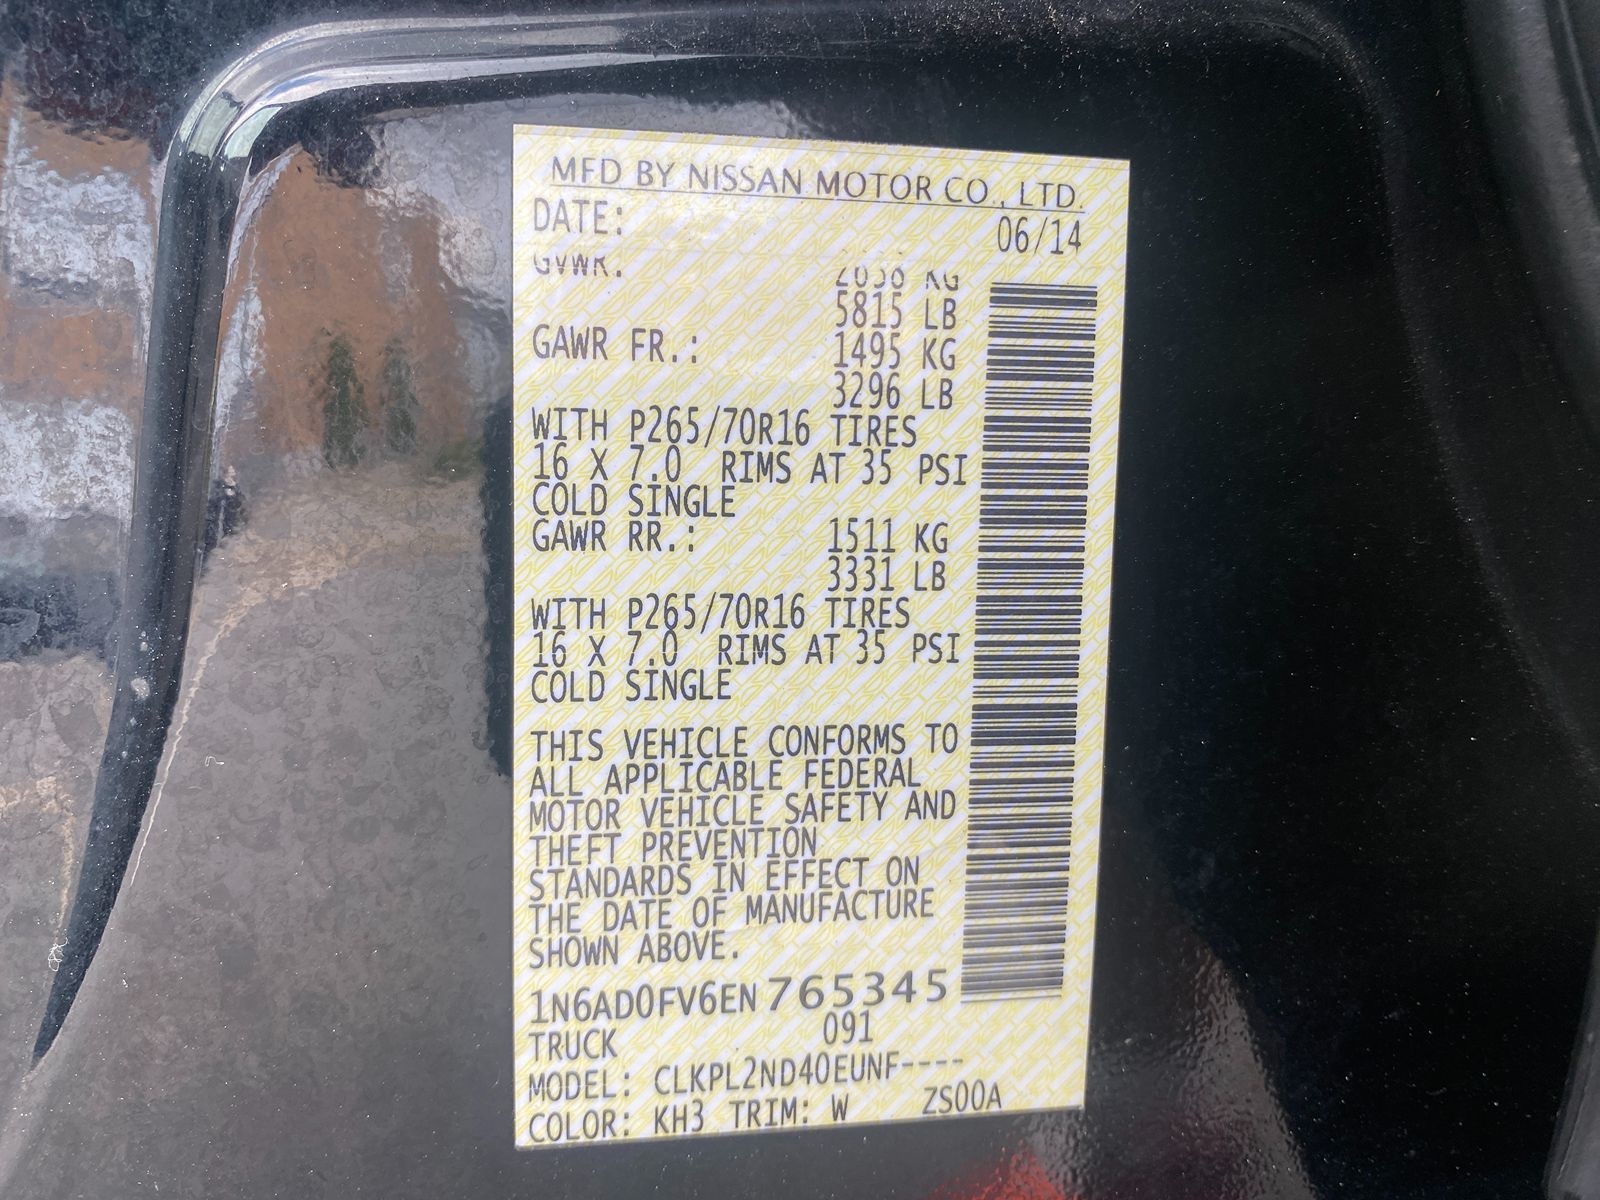 MFD BY NISSAN MOTOR CO., LTD.
DATE: 06/14
GVWR: KG
5815 LB
GAWR FR.: 1495 KG
3296 LB
WITH P265/70R16 TIRES
16 X 7.0 RIMS AT 35 PSI
COLD SINGLE
GAWR RR.: 1511 KG
3331 LB
WITH P265/70R16 TIRES
16 X 7.0 RIMS AT 35 PSI
COLD SINGLE
THIS VEHICLE CONFORMS TO
ALL APPLICABLE FEDERAL
MOTOR VEHICLE SAFETY AND
THEFT PREVENTION
STANDARDS IN EFFECT ON
THE DATE OF MANUFACTURE
SHOWN ABOVE.
1N6AD0FV6EN765345
TRUCK 091
MODEL: CLKPL2ND40EUNF----
COLOR: KH3 TRIM: W ZS00A